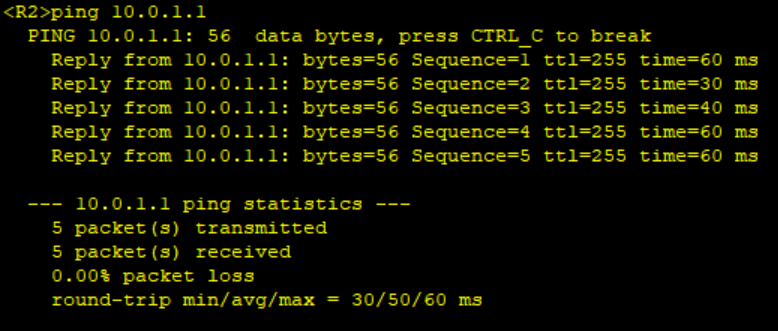 <R2>ping 10.0.1.1
PING 10.0.1.1: 56 data bytes, press CTRL_C to break
Reply from 10.0.1.1: bytes=56 Sequence=1 ttl=255 time=60 ms
Reply from 10.0.1.1: bytes=56 Sequence=2 ttl=255 time=30 ms
Reply from 10.0.1.1: bytes=56 Sequence=3 ttl=255 time=40 ms
Reply from 10.0.1.1: bytes=56 Sequence=4 ttl=255 time=60 ms
Reply from 10.0.1.1: bytes=56 Sequence=5 ttl=255 time=60 ms
--- 10.0.1.1 ping statistics ---
5 packet(s) transmitted
5 packet(s) received
0.00% packet loss
round-trip min/avg/max = 30/50/60 ms